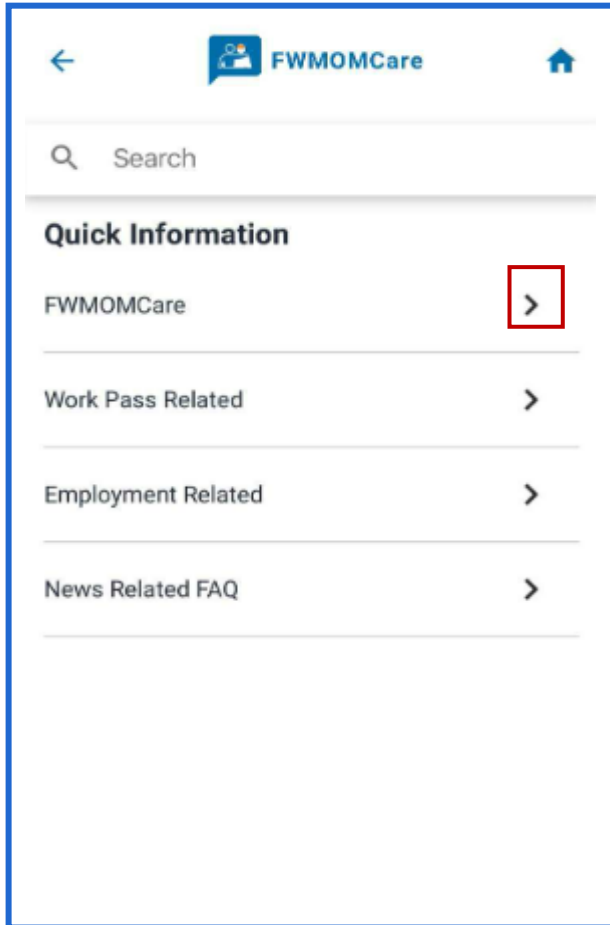 FWMOMCare
Search
Quick Information
FWMOMCare
Work Pass Related
Employment Related
News Related FAQ